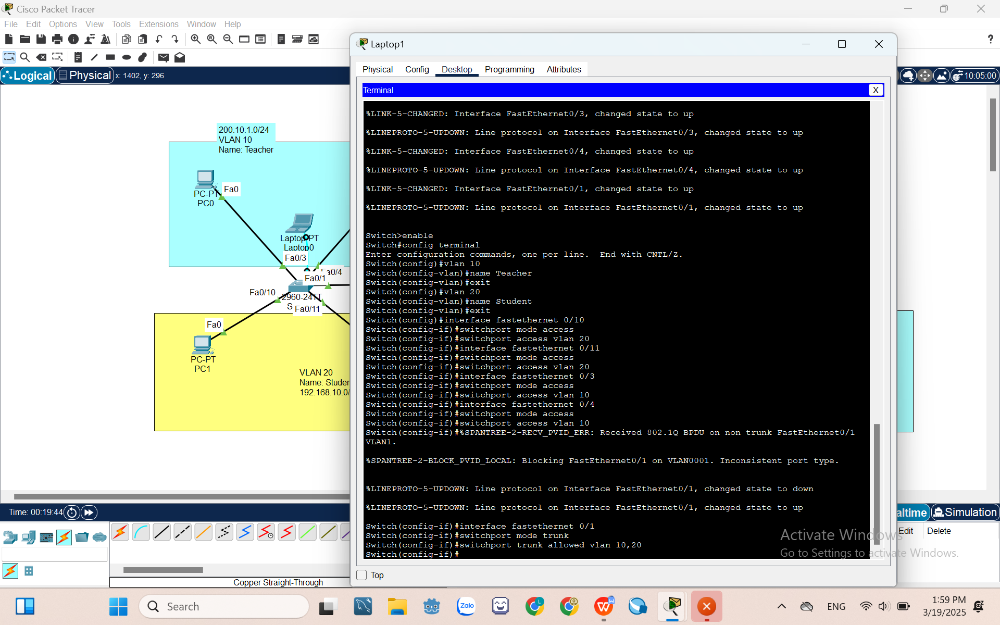 Cisco Packet Tracer
File Edit Options View Tools Extensions Window Help
?
Logical Physical x: 1402, y: 296
10:05:00
200.10.1.0/24
VLAN 10
Name: Teacher
Fa0
PC-PT
PC0
Laptop-PT
Laptop0
Fa0/3
Fa0/4
Fa0/1
Fa0/10
2960-24TT
S
Fa0/11
Fa0
PC-PT
PC1
VLAN 20
Name: Studen
192.168.10.0/
Time: 00:19:44
Copper Straight-Through
Laptop1
Physical Config Desktop Programming Attributes
Terminal
X
%LINK-5-CHANGED: Interface FastEthernet0/3, changed state to up
%LINEPROTO-5-UPDOWN: Line protocol on Interface FastEthernet0/3, changed state to up
%LINK-5-CHANGED: Interface FastEthernet0/4, changed state to up
%LINEPROTO-5-UPDOWN: Line protocol on Interface FastEthernet0/4, changed state to up
%LINK-5-CHANGED: Interface FastEthernet0/1, changed state to up
%LINEPROTO-5-UPDOWN: Line protocol on Interface FastEthernet0/1, changed state to up
Switch>enable
Switch#config terminal
Enter configuration commands, one per line.  End with CNTL/Z.
Switch(config)#vlan 10
Switch(config-vlan)#name Teacher
Switch(config-vlan)#exit
Switch(config)#vlan 20
Switch(config-vlan)#name Student
Switch(config-vlan)#exit
Switch(config)#interface fastethernet 0/10
Switch(config-if)#switchport mode access
Switch(config-if)#switchport access vlan 20
Switch(config-if)#interface fastethernet 0/11
Switch(config-if)#switchport mode access
Switch(config-if)#switchport access vlan 20
Switch(config-if)#interface fastethernet 0/3
Switch(config-if)#switchport mode access
Switch(config-if)#switchport access vlan 10
Switch(config-if)#interface fastethernet 0/4
Switch(config-if)#switchport mode access
Switch(config-if)#switchport access vlan 10
Switch(config-if)#%SPANTREE-2-RECV_PVID_ERR: Received 802.1Q BPDU on non trunk FastEthernet0/1
VLAN1.
%SPANTREE-2-BLOCK_PVID_LOCAL: Blocking FastEthernet0/1 on VLAN0001. Inconsistent port type.
%LINEPROTO-5-UPDOWN: Line protocol on Interface FastEthernet0/1, changed state to down
%LINEPROTO-5-UPDOWN: Line protocol on Interface FastEthernet0/1, changed state to up
Switch(config-if)#interface fastethernet 0/1
Switch(config-if)#switchport mode trunk
Switch(config-if)#switchport trunk allowed vlan 10,20
Switch(config-if)#
Top
altime Simulation
Edit Delete
Activate Windows
Go to Settings to activate Windows.
Search
Zalo
L
W
ENG
1:59 PM
3/19/2025